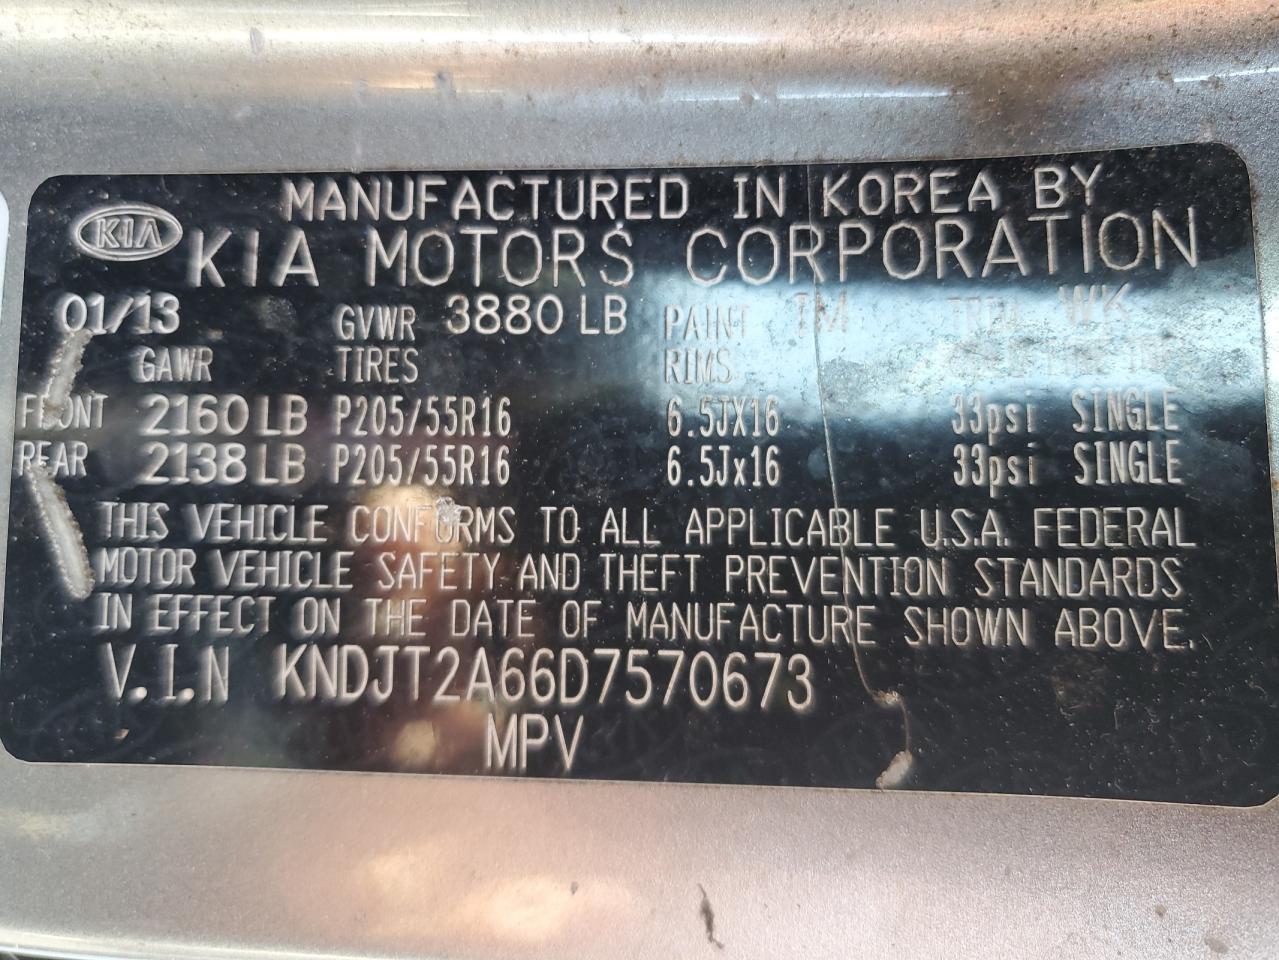 MANUFACTURED IN KOREA BY
KIA KIA MOTORS CORPORATION
01/13 GVWR 3880 LB PAINT TM TRIM WK
GAWR TIRES RIMS
FRONT 2160 LB P205/55R16 6.5JX16 33psi SINGLE
REAR 2138 LB P205/55R16 6.5Jx16 33psi SINGLE
THIS VEHICLE CONFORMS TO ALL APPLICABLE U.S.A. FEDERAL
MOTOR VEHICLE SAFETY AND THEFT PREVENTION STANDARDS
IN EFFECT ON THE DATE OF MANUFACTURE SHOWN ABOVE.
V.I.N KNDJT2A66D7570673
MPV